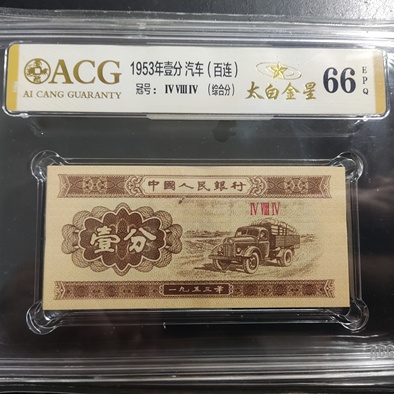 ACG
AI CANG GUARANTY
1953年壹分 汽车（百连）
冠号：Ⅳ Ⅷ Ⅳ （综合分）
太白金星
66
EPQ
中國人民銀行
Ⅳ Ⅷ Ⅳ
壹分
一九五三年